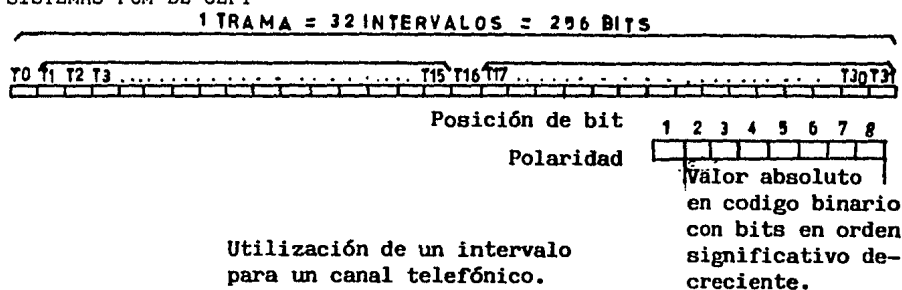 SISTEMAS PCM DE CEPT
1 TRAMA = 32 INTERVALOS = 256 BITS
T0 T1 T2 T3 ................. T15 T16 T17 ................. T30 T31
Posición de bit 1 2 3 4 5 6 7 8
Polaridad
Válor absoluto
en codigo binario
con bits en orden
significativo de-
creciente.
Utilización de un intervalo
para un canal telefónico.